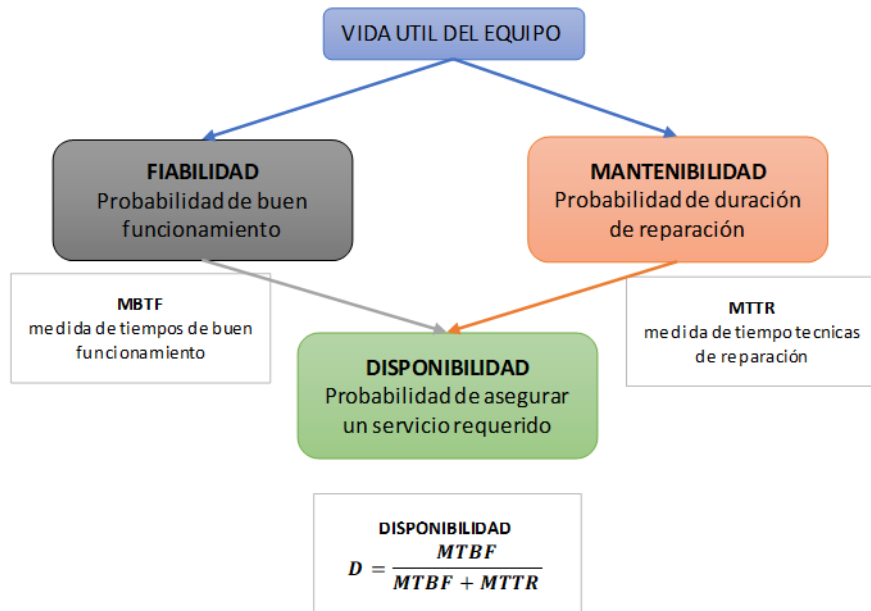 VIDA UTIL DEL EQUIPO
FIABILIDAD
Probabilidad de buen
funcionamiento
MANTENIBILIDAD
Probabilidad de duración
de reparación
MBTF
medida de tiempos de buen
funcionamiento
MTTR
medida de tiempo tecnicas
de reparación
DISPONIBILIDAD
Probabilidad de asegurar
un servicio requerido
DISPONIBILIDAD
D = MTBF / MTBF + MTTR